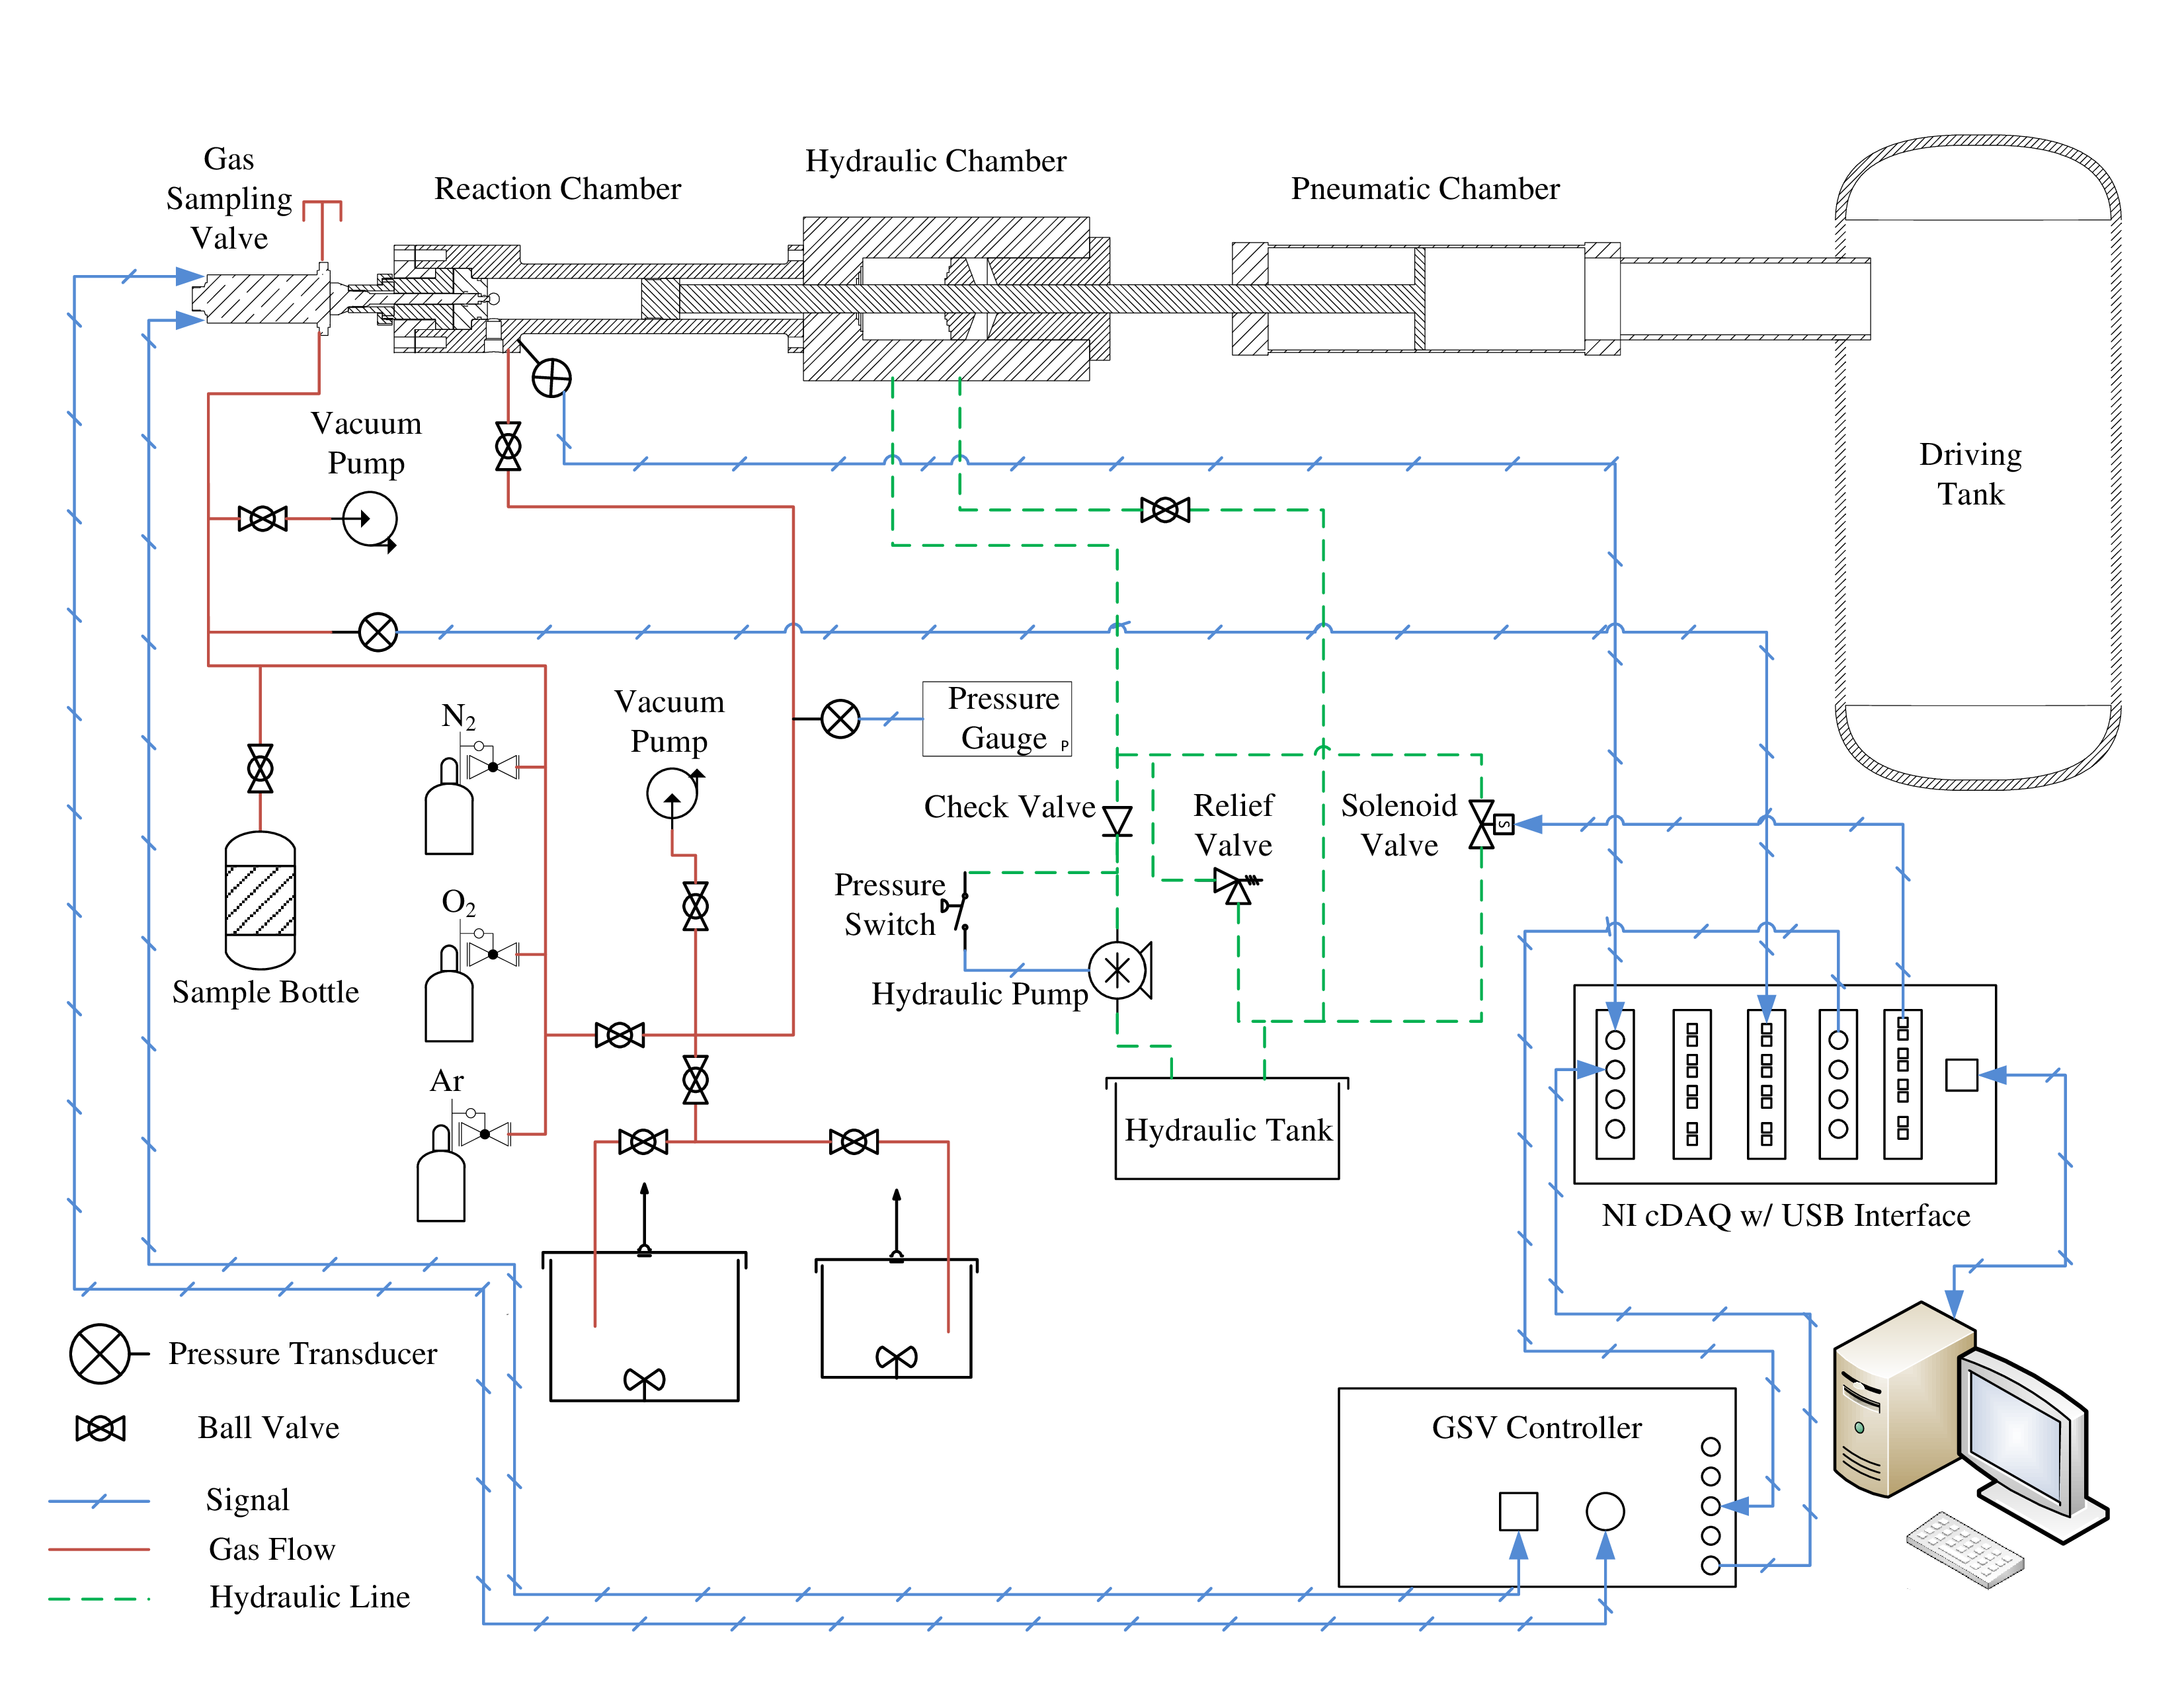 Gas
Sampling
Valve
Reaction Chamber
Hydraulic Chamber
Pneumatic Chamber
Vacuum
Pump
Driving
Tank
N2
Vacuum
Pump
Pressure
Gauge P
Check Valve
Relief
Valve
Solenoid
Valve
S
Pressure
Switch
O2
Sample Bottle
Hydraulic Pump
Ar
Hydraulic Tank
NI cDAQ w/ USB Interface
Pressure Transducer
Ball Valve
GSV Controller
Signal
Gas Flow
Hydraulic Line